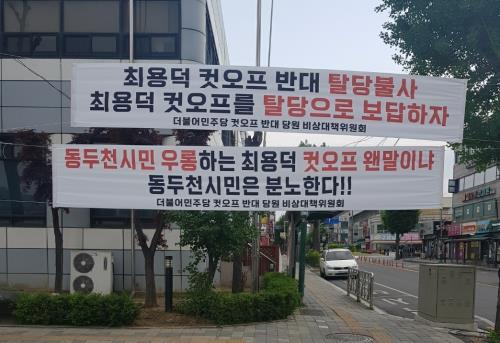 최용덕 컷오프 반대 탈당불사
최용덕 컷오프를 탈당으로 보답하자
더불어민주당 컷오프 반대 당원 비상대책위원회
동두천시민 우롱하는 최용덕 컷오프 왠말이냐
동두천시민은 분노한다!!
더불어민주당 컷오프 반대 당원 비상대책위원회